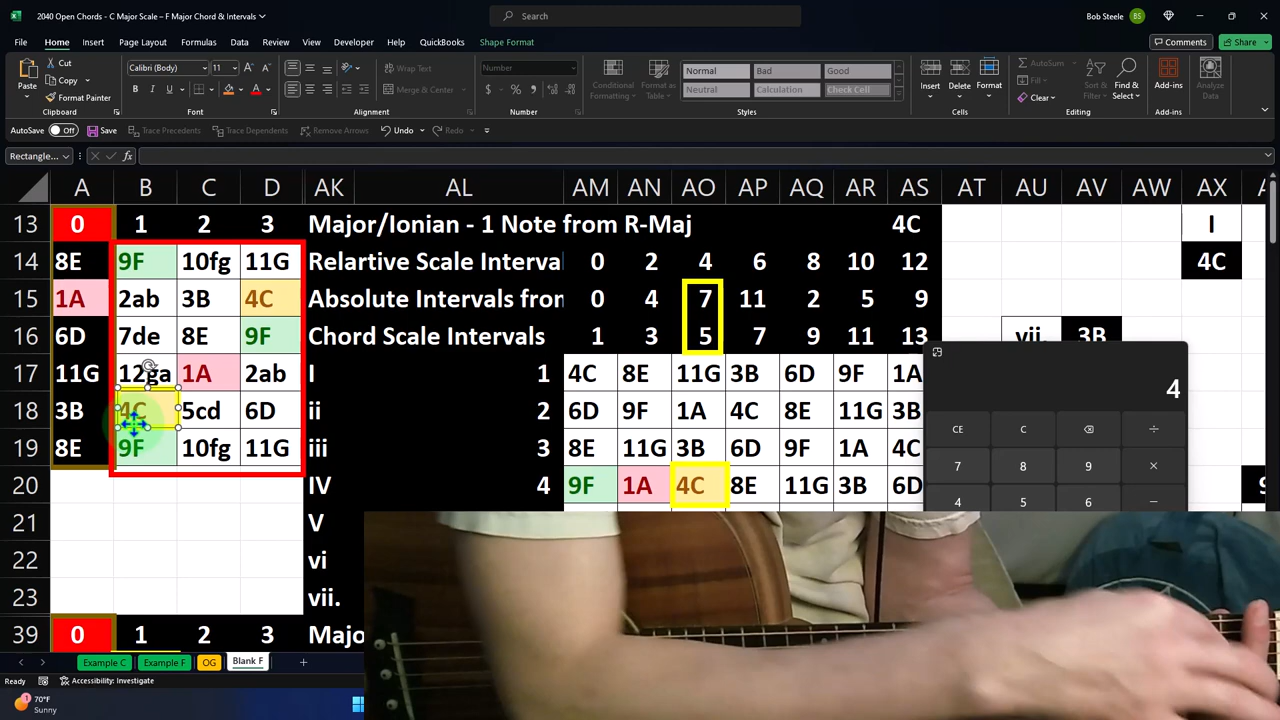 2040 Open Chords - C Major Scale – F Major Chord & Intervals
Search
Bob Steele BS
File Home Insert Page Layout Formulas Data Review View Developer Automate Help QuickBooks Shape Format
Comments Share
Paste Cut Copy Format Painter
Calibri (Body) 11
Wrap Text
Merge & Center
Number
Conditional Formatting Format as Table
Normal Bad Good
Neutral Calculation Check Cell
Insert Delete Format
AutoSum Fill Clear
Sort & Filter Find & Select
Add-ins Analyze Data
Clipboard Font Alignment Number Styles Cells Editing Add-ins
AutoSave Off Save Trace Precedents Trace Dependents Remove Arrows Undo Redo
Rectangle... fx
A B C D AK AL AM AN AO AP AQ AR AS AT AU AV AW AX
13 0 1 2 3 Major/Ionian - 1 Note from R-Maj 4C I
14 8E 9F 10fg 11G Relartive Scale Interva 0 2 4 6 8 10 12 4C
15 1A 2ab 3B 4C Absolute Intervals from 0 4 7 11 2 5 9
16 6D 7de 8E 9F Chord Scale Intervals 1 3 5 7 9 11 13 vii. 3B
17 11G 12ga 1A 2ab I 1 4C 8E 11G 3B 6D 9F 1A
18 3B 4C 5cd 6D ii 2 6D 9F 1A 4C 8E 11G 3B
19 8E 9F 10fg 11G iii 3 8E 11G 3B 6D 9F 1A 4C
20 IV 4 9F 1A 4C 8E 11G 3B 6D
21 V
22 vi
23 vii.
39 0 1 2 3 Majo
4
CE C ÷
7 8 9 ×
4 5 6 −
Example C Example F OG Blank F
Ready Accessibility: Investigate
1 70°F
Sunny